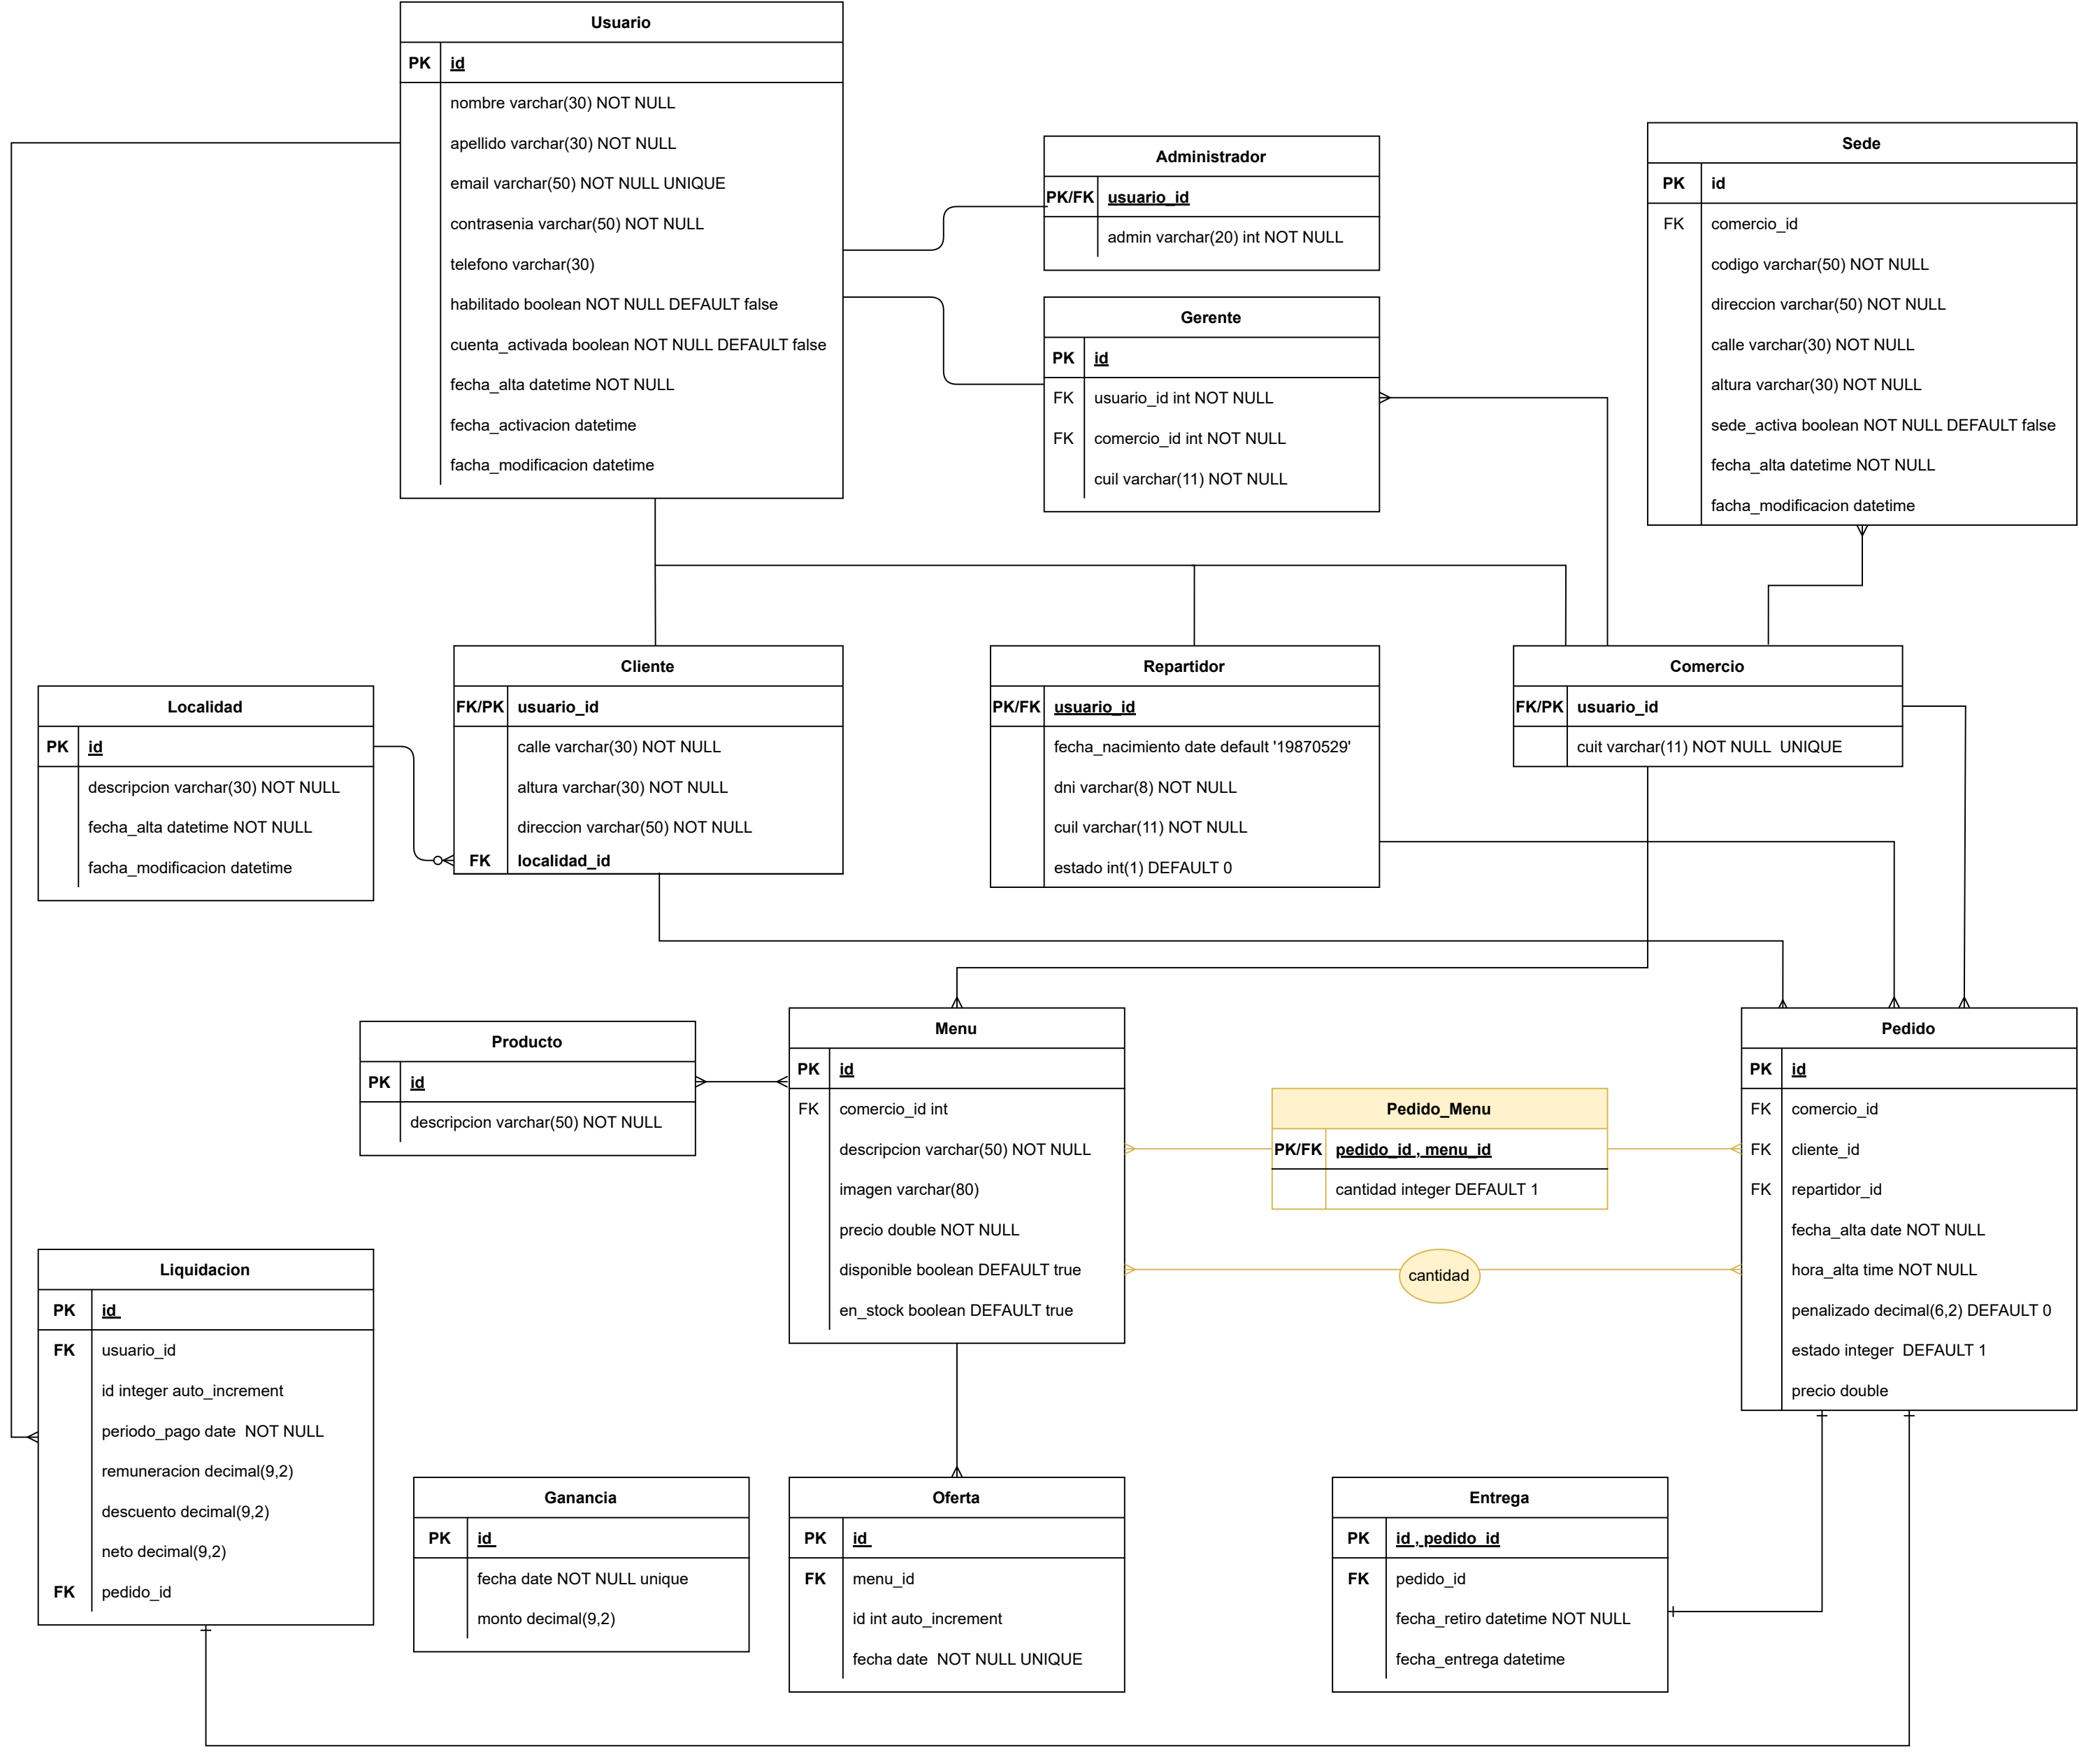 Usuario
PK id
nombre varchar(30) NOT NULL
apellido varchar(30) NOT NULL
email varchar(50) NOT NULL UNIQUE
contrasenia varchar(50) NOT NULL
telefono varchar(30)
habilitado boolean NOT NULL DEFAULT false
cuenta_activada boolean NOT NULL DEFAULT false
fecha_alta datetime NOT NULL
fecha_activacion datetime
facha_modificacion datetime
Administrador
PK/FK usuario_id
admin varchar(20) int NOT NULL
Gerente
PK id
FK usuario_id int NOT NULL
FK comercio_id int NOT NULL
cuil varchar(11) NOT NULL
Sede
PK id
FK comercio_id
codigo varchar(50) NOT NULL
direccion varchar(50) NOT NULL
calle varchar(30) NOT NULL
altura varchar(30) NOT NULL
sede_activa boolean NOT NULL DEFAULT false
fecha_alta datetime NOT NULL
facha_modificacion datetime
Localidad
PK id
descripcion varchar(30) NOT NULL
fecha_alta datetime NOT NULL
facha_modificacion datetime
Cliente
FK/PK usuario_id
calle varchar(30) NOT NULL
altura varchar(30) NOT NULL
direccion varchar(50) NOT NULL
FK localidad_id
Repartidor
PK/FK usuario_id
fecha_nacimiento date default '19870529'
dni varchar(8) NOT NULL
cuil varchar(11) NOT NULL
estado int(1) DEFAULT 0
Comercio
FK/PK usuario_id
cuit varchar(11) NOT NULL  UNIQUE
Producto
PK id
descripcion varchar(50) NOT NULL
Menu
PK id
FK comercio_id int
descripcion varchar(50) NOT NULL
imagen varchar(80)
precio double NOT NULL
disponible boolean DEFAULT true
en_stock boolean DEFAULT true
Pedido_Menu
PK/FK pedido_id , menu_id
cantidad integer DEFAULT 1
cantidad
Pedido
PK id
FK comercio_id
FK cliente_id
FK repartidor_id
fecha_alta date NOT NULL
hora_alta time NOT NULL
penalizado decimal(6,2) DEFAULT 0
estado integer  DEFAULT 1
precio double
Liquidacion
PK id
FK usuario_id
id integer auto_increment
periodo_pago date  NOT NULL
remuneracion decimal(9,2)
descuento decimal(9,2)
neto decimal(9,2)
FK pedido_id
Ganancia
PK id
fecha date NOT NULL unique
monto decimal(9,2)
Oferta
PK id
FK menu_id
id int auto_increment
fecha date  NOT NULL UNIQUE
Entrega
PK id , pedido_id
FK pedido_id
fecha_retiro datetime NOT NULL
fecha_entrega datetime